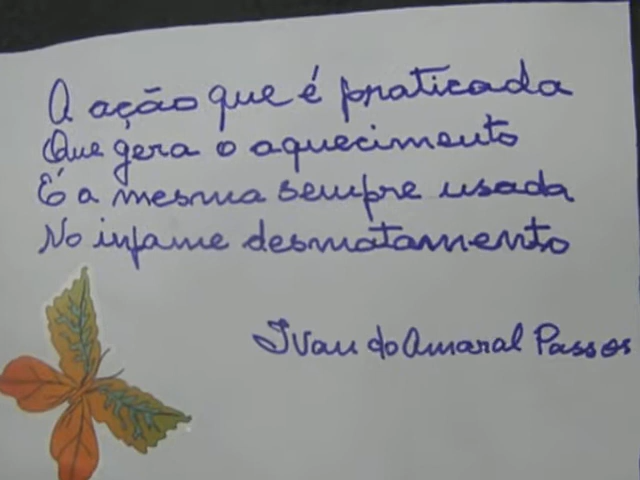 A ação que é praticada
Que gera o aquecimento
É a mesma sempre usada
No infame desmatamento
Ivan do Amaral Passos